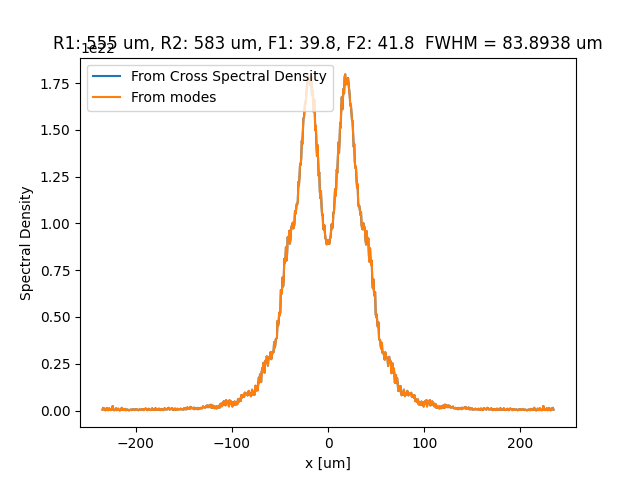 R1: 555 um, R2: 583 um, F1: 39.8, F2: 41.8  FWHM = 83.8938 um
1e22
From Cross Spectral Density
From modes
1.75
1.50
1.25
1.00
0.75
0.50
0.25
0.00
Spectral Density
−200
−100
0
100
200
x [um]